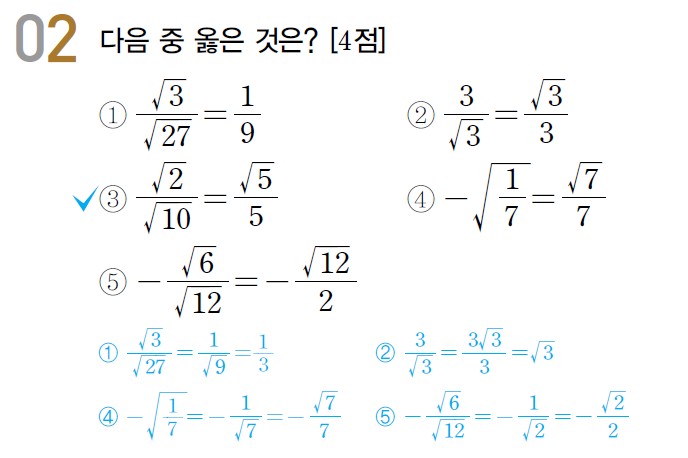 02 다음 중 옳은 것은? [4점]
① √3/√27 = 1/9 ② 3/√3 = √3/3
③ √2/√10 = √5/5 ④ -√(1/7) = √7/7
⑤ -√6/√12 = -√12/2
① √3/√27 = 1/√9 = 1/3 ② 3/√3 = 3√3/3 = √3
④ -√(1/7) = -1/√7 = -√7/7 ⑤ -√6/√12 = -1/√2 = -√2/2